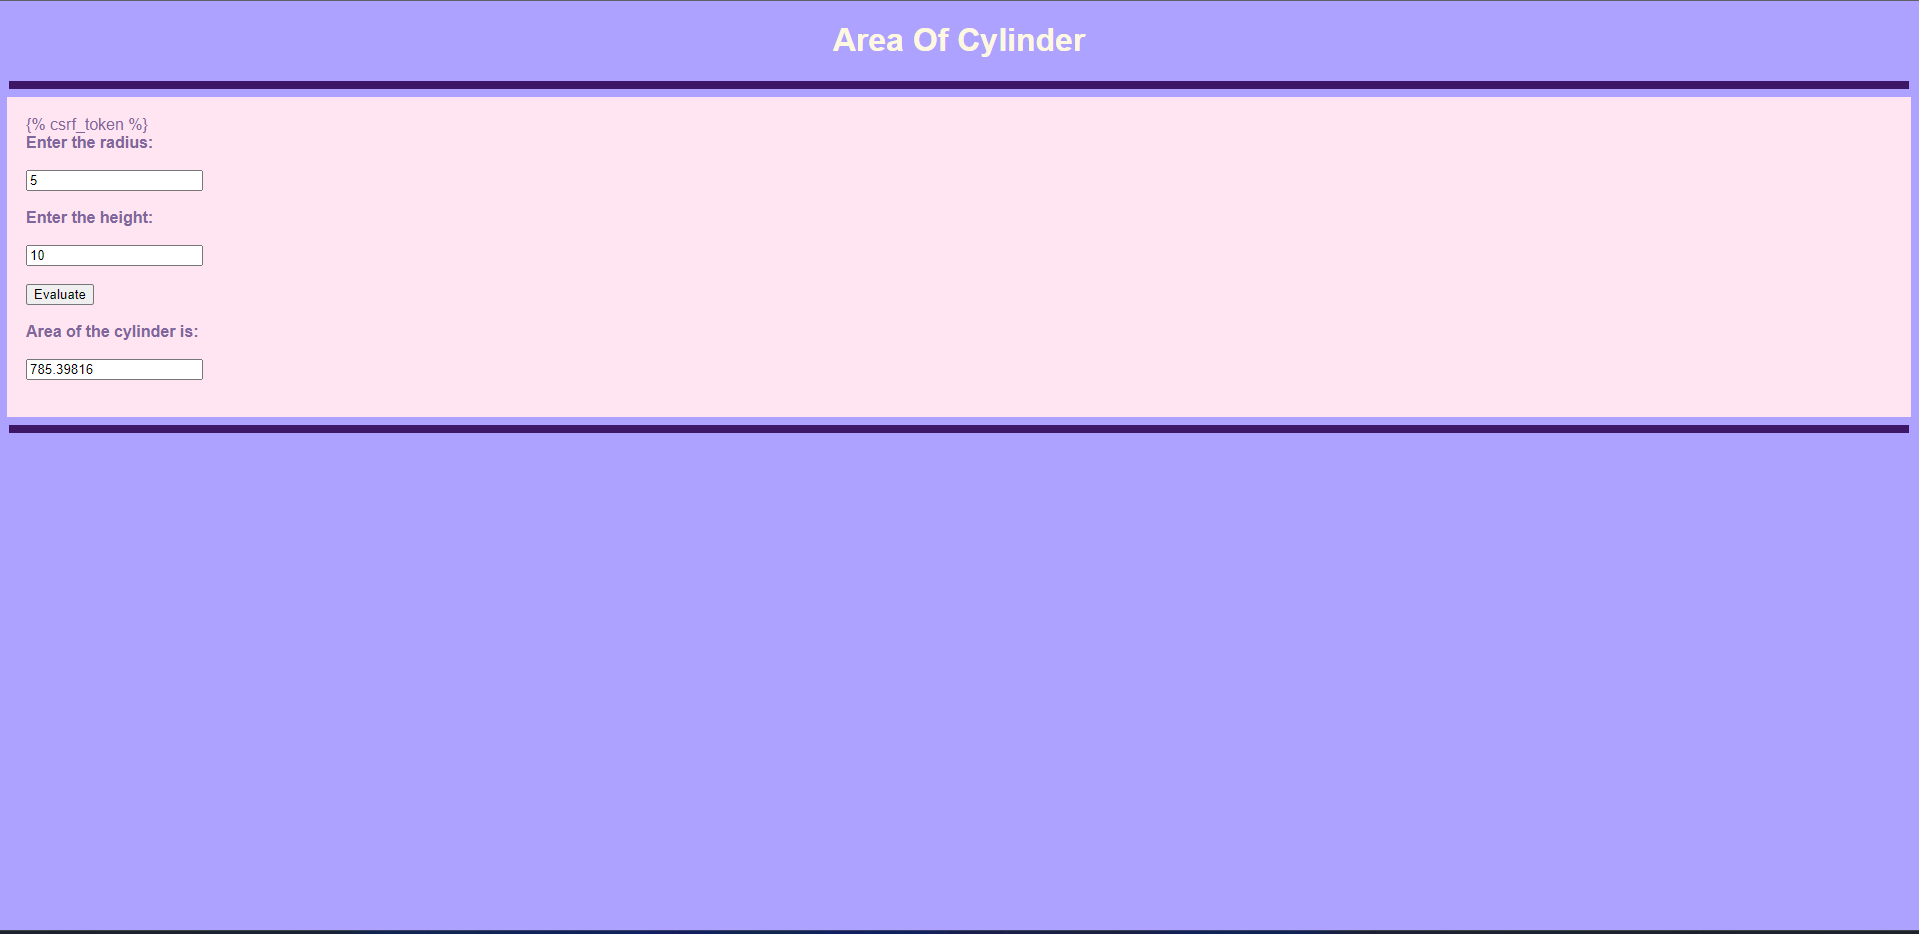 Area Of Cylinder
{% csrf_token %}
Enter the radius:
5
Enter the height:
10
Evaluate
Area of the cylinder is:
785.39816